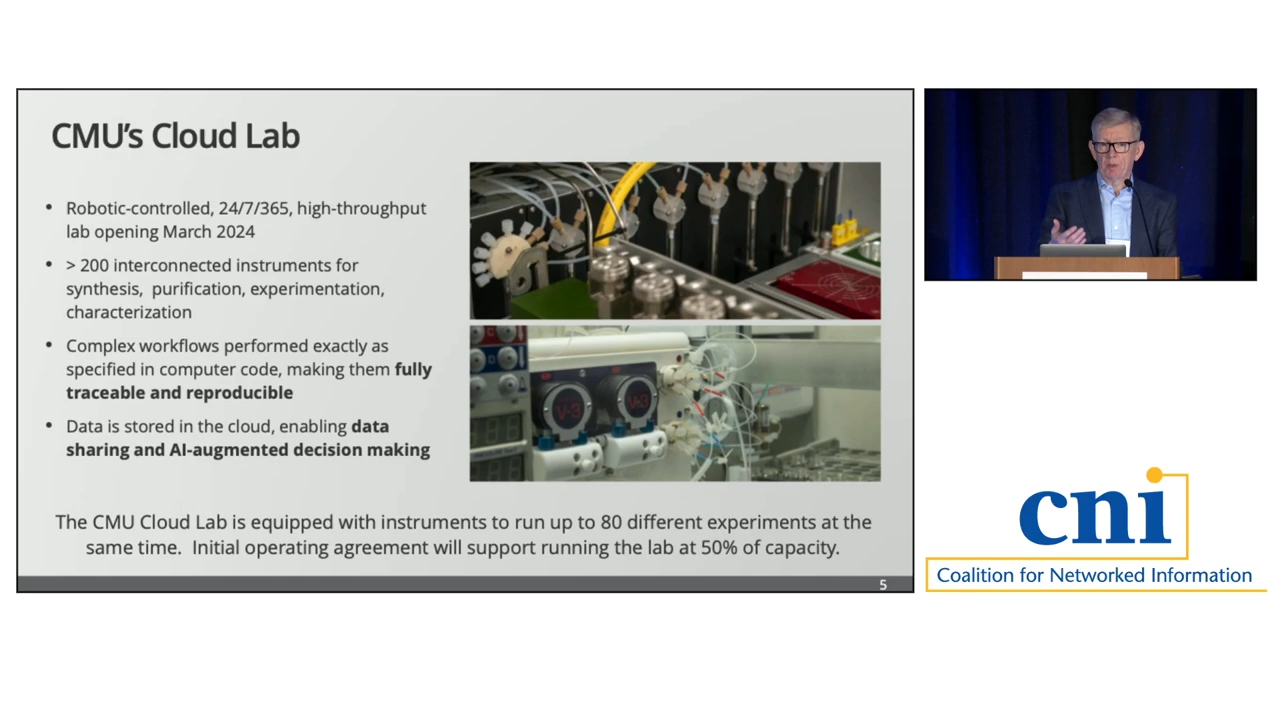 CMU’s Cloud Lab
• Robotic-controlled, 24/7/365, high-throughput
lab opening March 2024
• > 200 interconnected instruments for
synthesis, purification, experimentation,
characterization
• Complex workflows performed exactly as
specified in computer code, making them fully
traceable and reproducible
• Data is stored in the cloud, enabling data
sharing and AI-augmented decision making
V-3
V-3
The CMU Cloud Lab is equipped with instruments to run up to 80 different experiments at the
same time. Initial operating agreement will support running the lab at 50% of capacity.
5
cni
Coalition for Networked Information